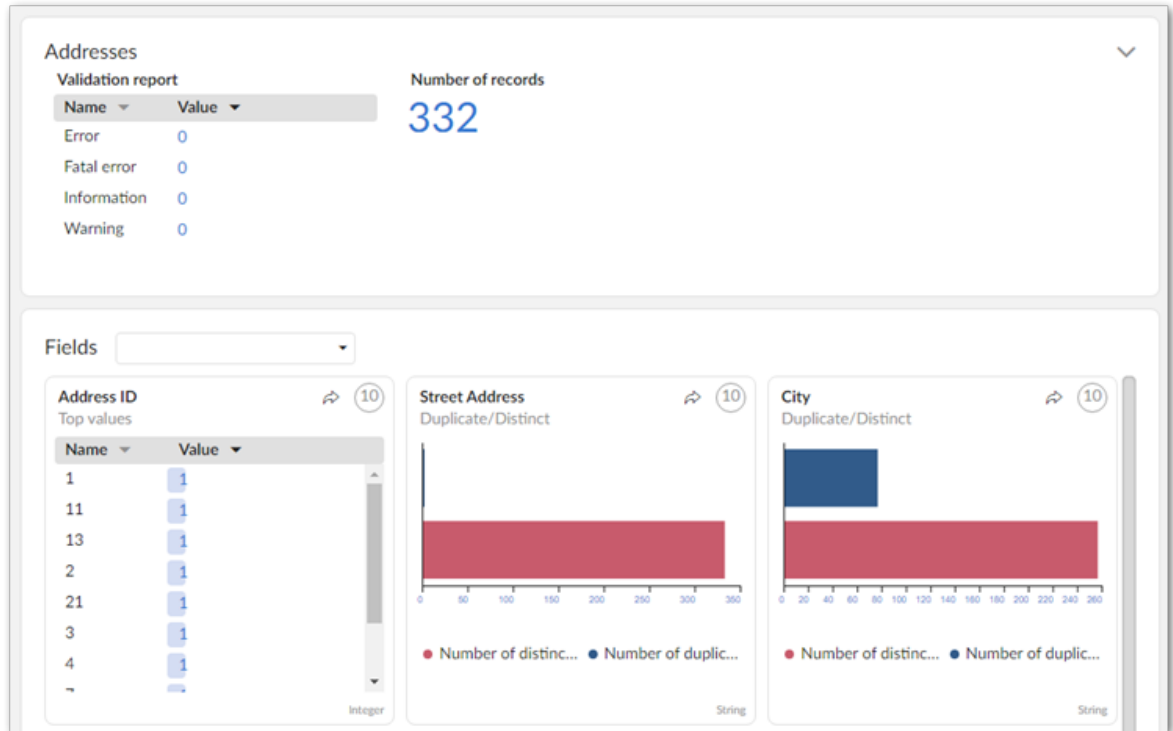 Addresses
Validation report
Name Value
Error 0
Fatal error 0
Information 0
Warning 0
Number of records
332
Fields
Address ID 10
Top values
Name Value
1 1
11 1
13 1
2 1
21 1
3 1
4 1
Integer
Street Address 10
Duplicate/Distinct
0 50 100 150 200 250 300 350
Number of distinc... Number of duplic...
String
City 10
Duplicate/Distinct
0 20 40 60 80 100 120 140 160 180 200 220 240 260
Number of distinc... Number of duplic...
String